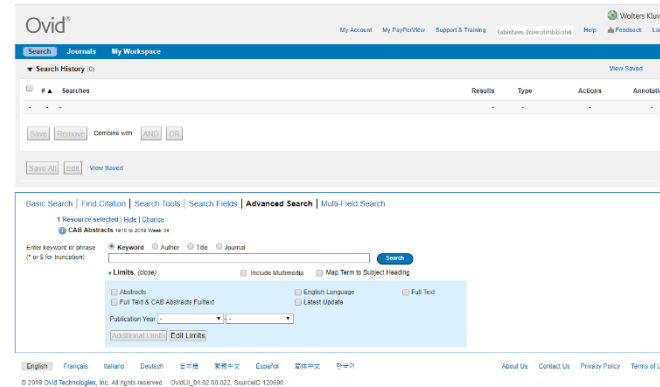 Wolters Kluw
Ovid®
My Account My PayPerView Support & Training Københavns Universitetsbibliotek Help Feedback Lo
Search Journals My Workspace
▼ Search History (0) View Saved
# ▲ Searches Results Type Actions Annotatio
- - - - - - -
Save Remove Combine with: AND OR
Save All Edit View Saved
Basic Search | Find Citation | Search Tools | Search Fields | Advanced Search | Multi-Field Search
1 Resource selected | Hide | Change
CAB Abstracts 1910 to 2019 Week 34
Enter keyword or phrase
(* or $ for truncation)
Keyword Author Title Journal
Search
▼ Limits (close) Include Multimedia Map Term to Subject Heading
Abstracts English Language Full Text
Full Text & CAB Abstracts Fulltext Latest Update
Publication Year - - -
Additional Limits Edit Limits
English Français Italiano Deutsch 日本語 繁體中文 Español 简体中文 한국어
About Us Contact Us Privacy Policy Terms of U
© 2019 Ovid Technologies, Inc. All rights reserved. OvidUI_04.02.00.022, SourceID 120690